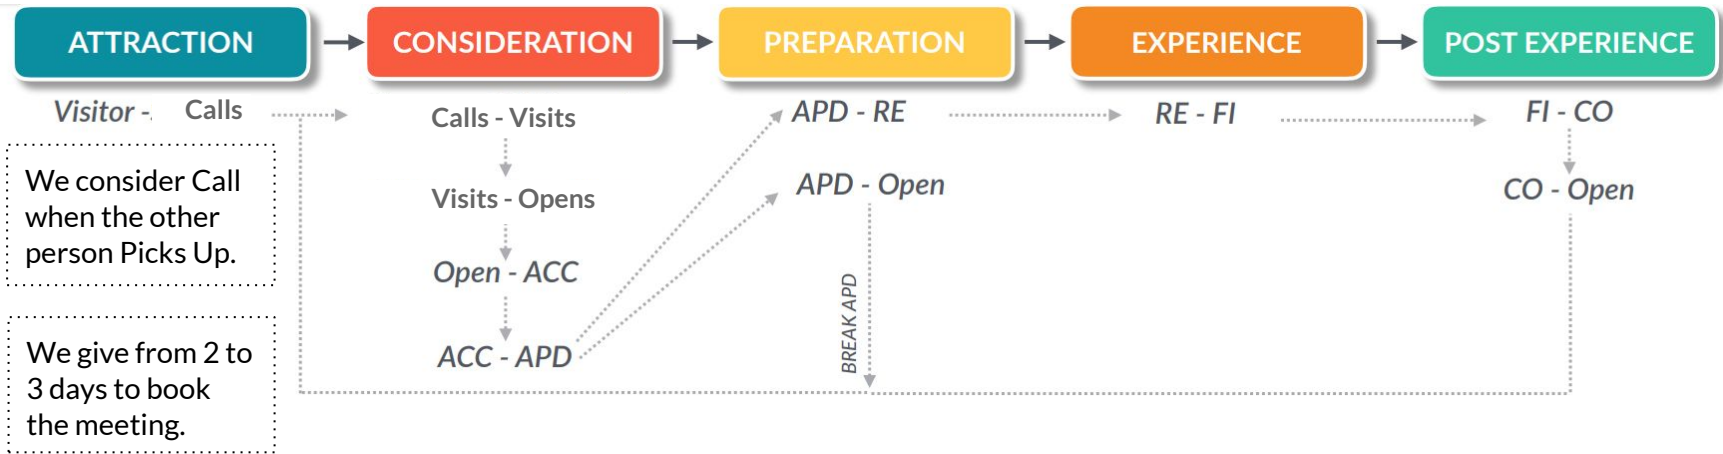 ATTRACTION
CONSIDERATION
PREPARATION
EXPERIENCE
POST EXPERIENCE
Visitor - Calls
We consider Call
when the other
person Picks Up.
We give from 2 to
3 days to book
the meeting.
Calls - Visits
Visits - Opens
Open - ACC
ACC - APD
APD - RE
APD - Open
BREAK APD
RE - FI
FI - CO
CO - Open